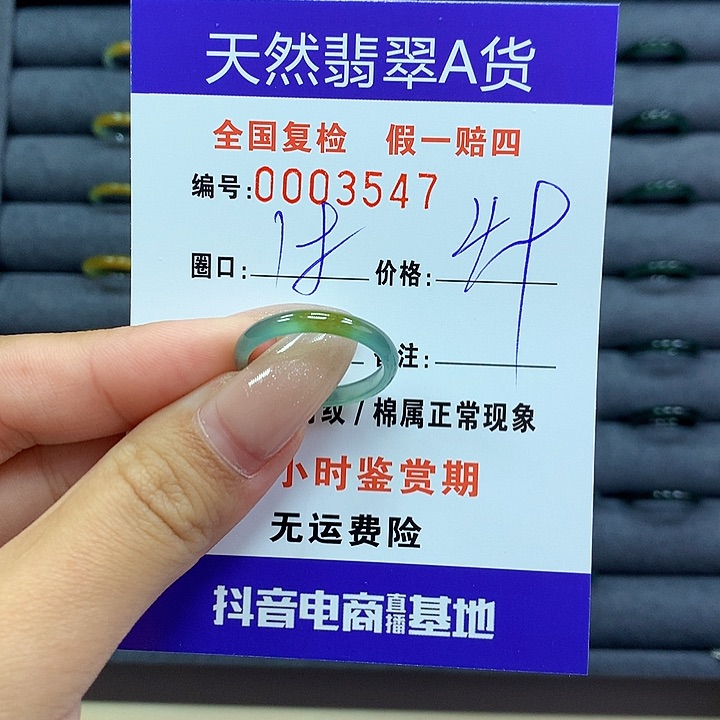 天然翡翠A货
全国复检 假一赔四
编号:0003547
圈口: 18 价格:
注:
纹/棉属正常现象
小时鉴赏期
无运费险
抖音电商直播基地